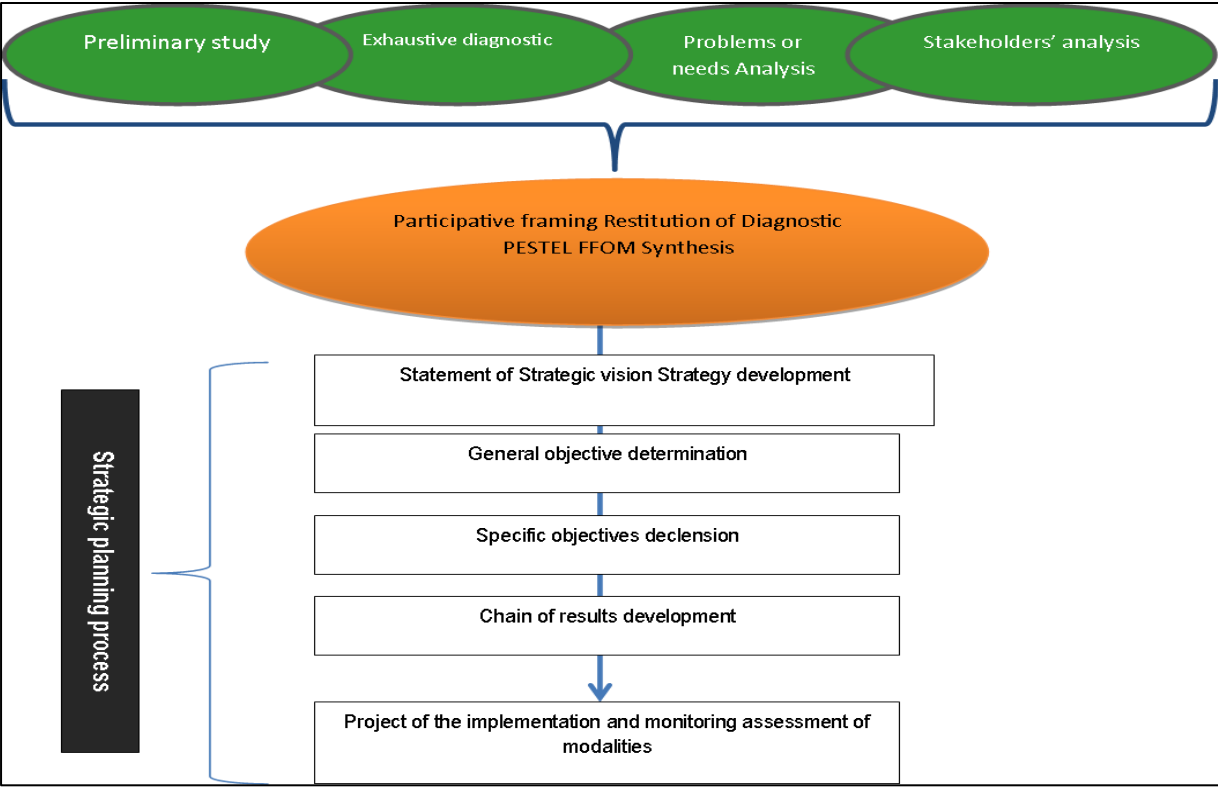 Preliminary study
Exhaustive diagnostic
Problems or
needs Analysis
Stakeholders' analysis
Participative framing Restitution of Diagnostic
PESTEL FFOM Synthesis
Strategic planning process
Statement of Strategic vision Strategy development
General objective determination
Specific objectives declension
Chain of results development
Project of the implementation and monitoring assessment of
modalities